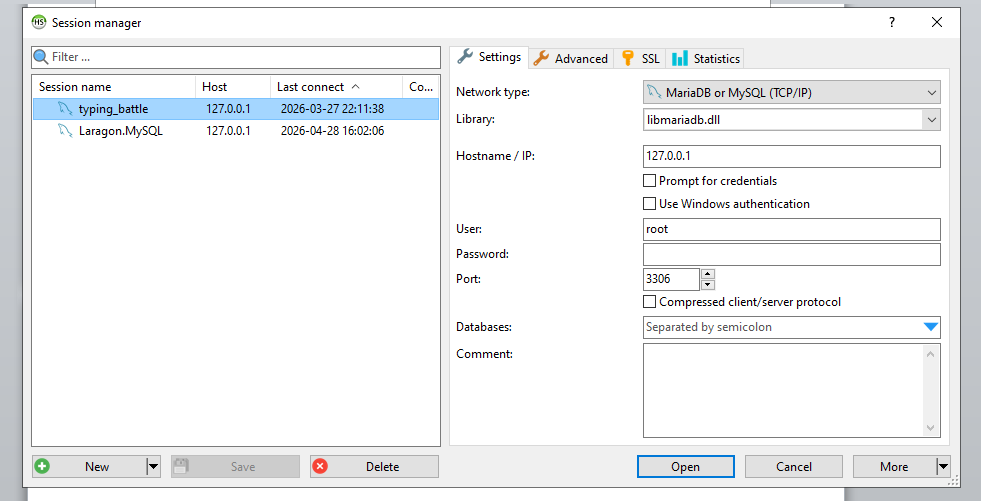 HS Session manager ?
Filter ...
Session name Host Last connect Co...
typing_battle 127.0.0.1 2026-03-27 22:11:38
Laragon.MySQL 127.0.0.1 2026-04-28 16:02:06
New Save Delete
Settings Advanced SSL Statistics
Network type: MariaDB or MySQL (TCP/IP)
Library: libmariadb.dll
Hostname / IP: 127.0.0.1
Prompt for credentials
Use Windows authentication
User: root
Password:
Port: 3306
Compressed client/server protocol
Databases: Separated by semicolon
Comment:
Open Cancel More